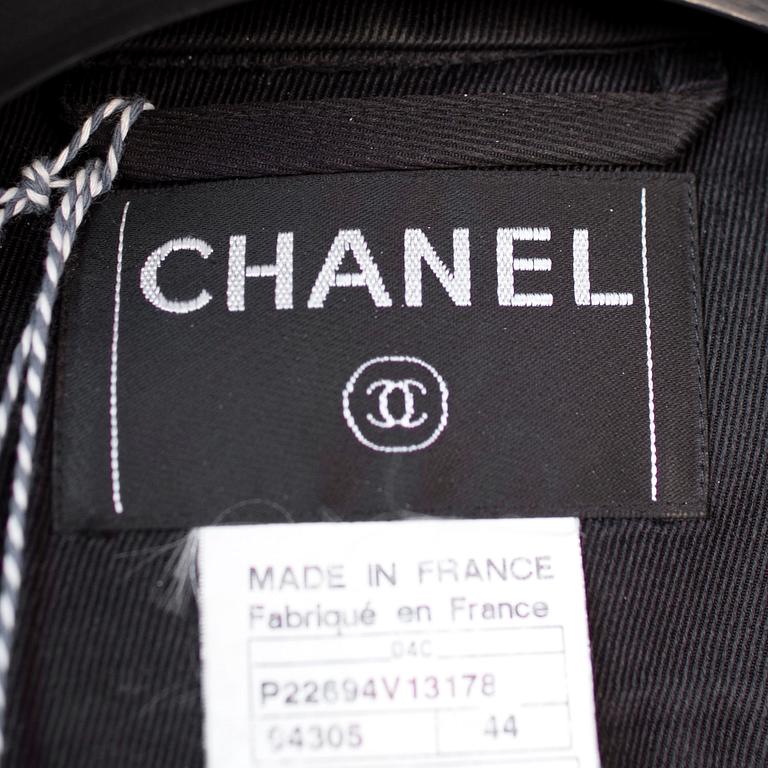 CHANEL
MADE IN FRANCE
Fabriqué en France
04C
P22694V13178
94305 44